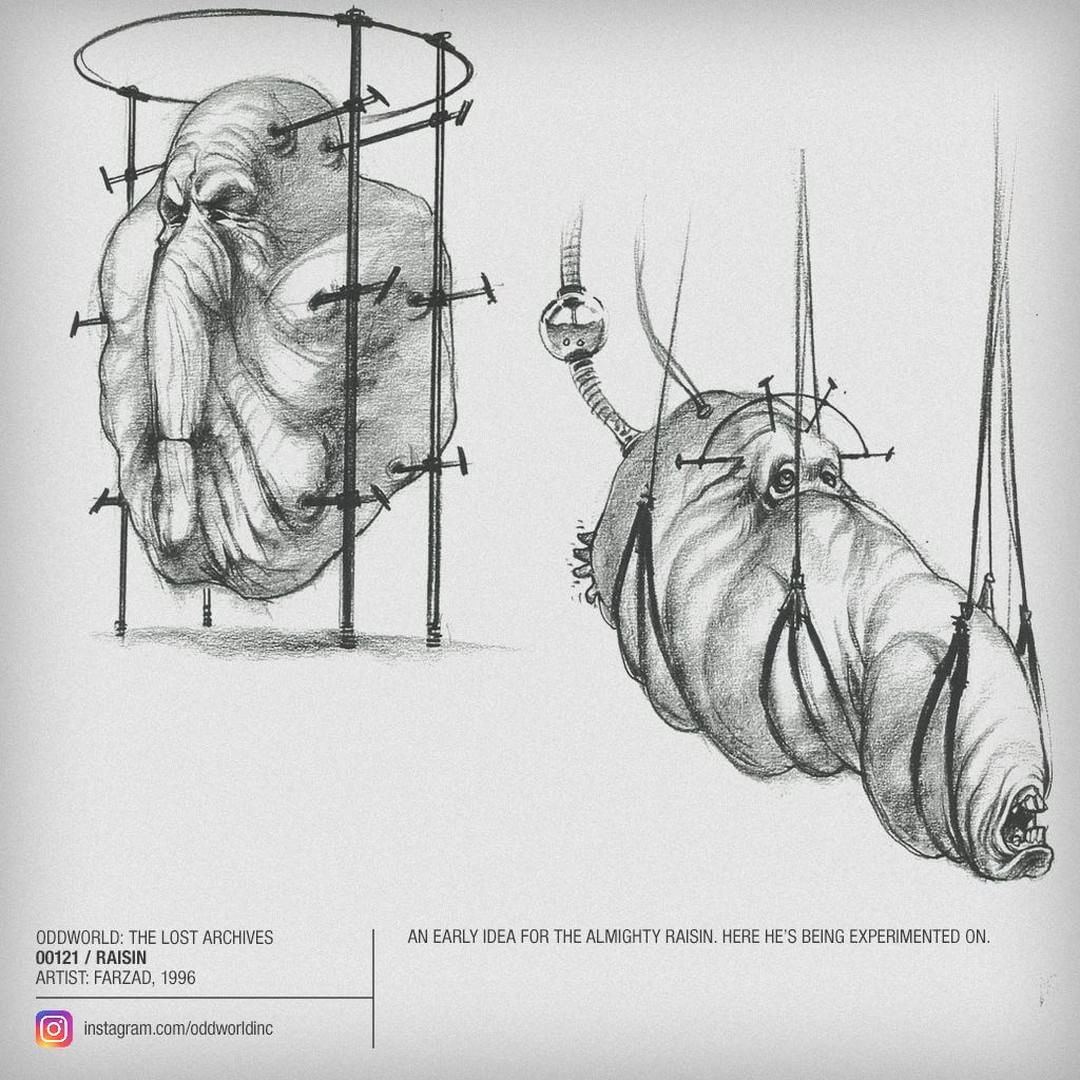 ODDWORLD: THE LOST ARCHIVES
00121 / RAISIN
ARTIST: FARZAD, 1996
instagram.com/oddworldinc
AN EARLY IDEA FOR THE ALMIGHTY RAISIN. HERE HE'S BEING EXPERIMENTED ON.